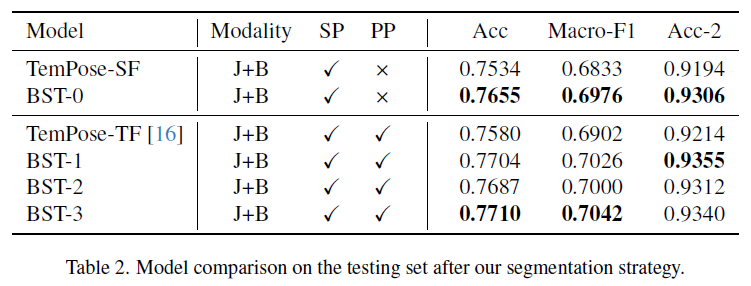 Model Modality SP PP Acc Macro-F1 Acc-2
TemPose-SF J+B ✓ × 0.7534 0.6833 0.9194
BST-0 J+B ✓ × 0.7655 0.6976 0.9306
TemPose-TF [16] J+B ✓ ✓ 0.7580 0.6902 0.9214
BST-1 J+B ✓ ✓ 0.7704 0.7026 0.9355
BST-2 J+B ✓ ✓ 0.7687 0.7000 0.9312
BST-3 J+B ✓ ✓ 0.7710 0.7042 0.9340
Table 2. Model comparison on the testing set after our segmentation strategy.